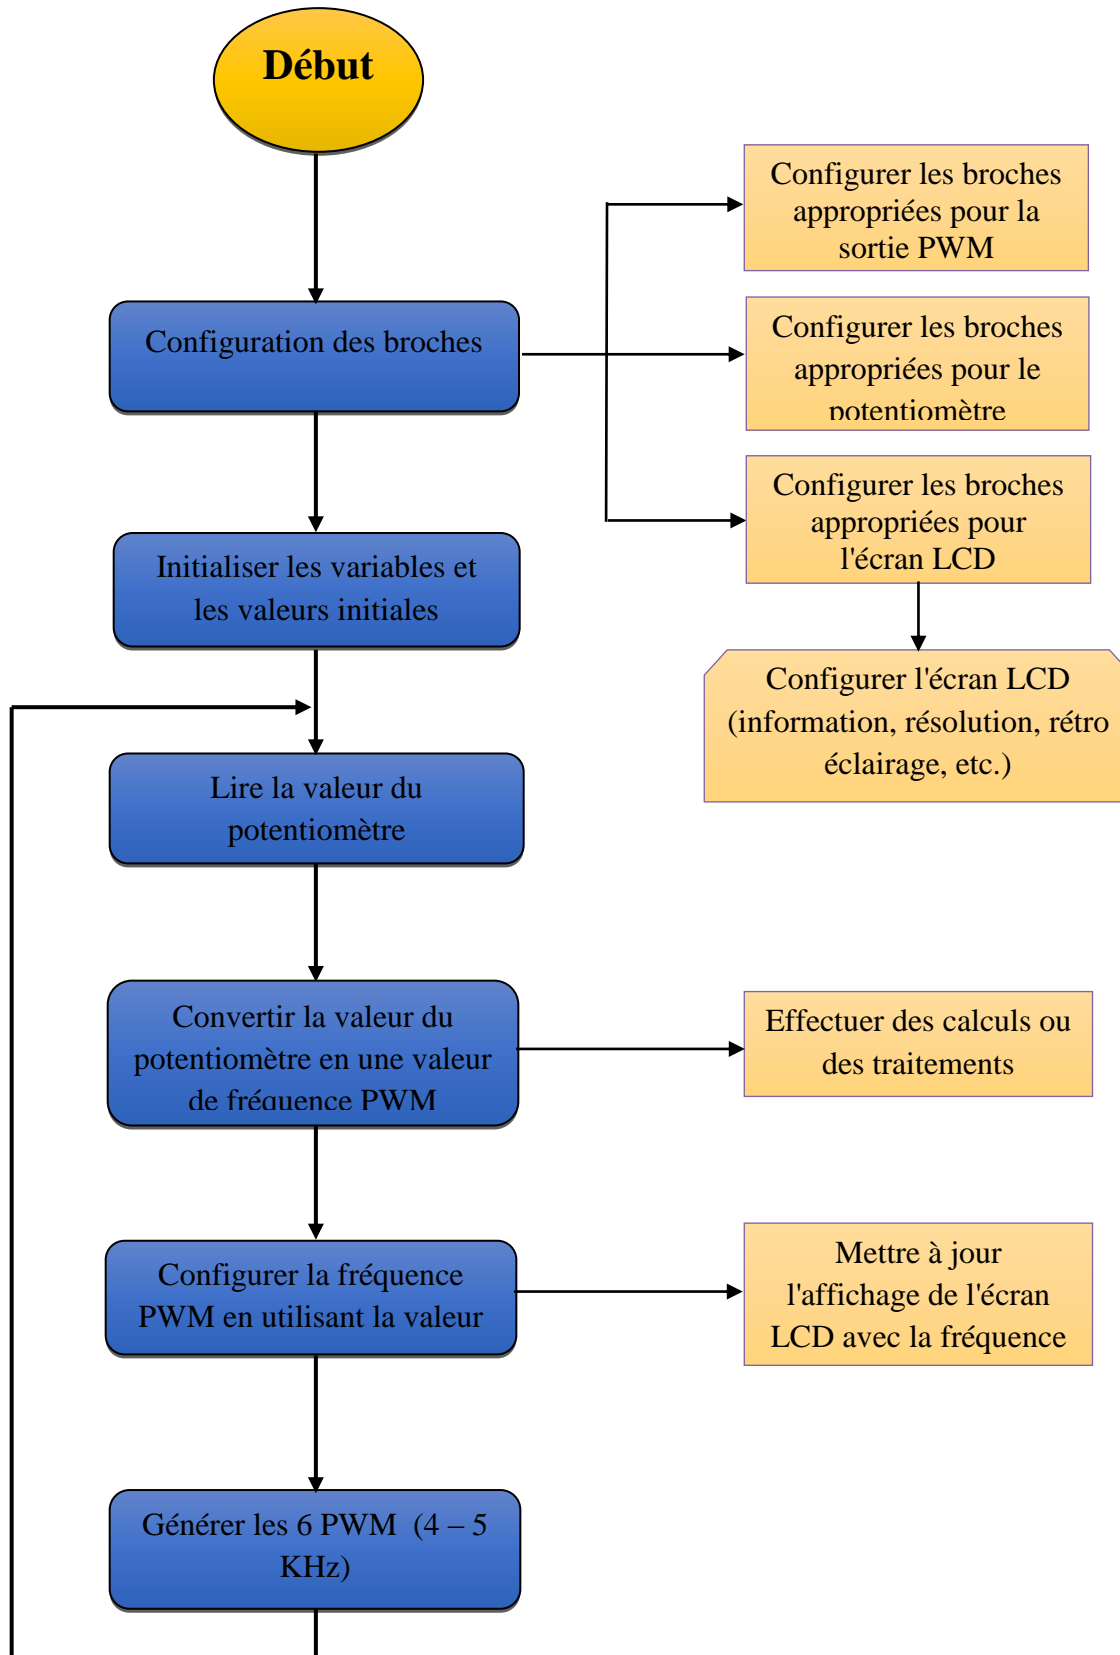 Début
Configuration des broches
Configurer les broches
appropriées pour la
sortie PWM
Configurer les broches
appropriées pour le
potentiomètre
Configurer les broches
appropriées pour
l'écran LCD
Configurer l'écran LCD
(information, résolution, rétro
éclairage, etc.)
Initialiser les variables et
les valeurs initiales
Lire la valeur du
potentiomètre
Convertir la valeur du
potentiomètre en une valeur
de fréquence PWM
Effectuer des calculs ou
des traitements
Configurer la fréquence
PWM en utilisant la valeur
Mettre à jour
l'affichage de l'écran
LCD avec la fréquence
Générer les 6 PWM (4 – 5
KHz)